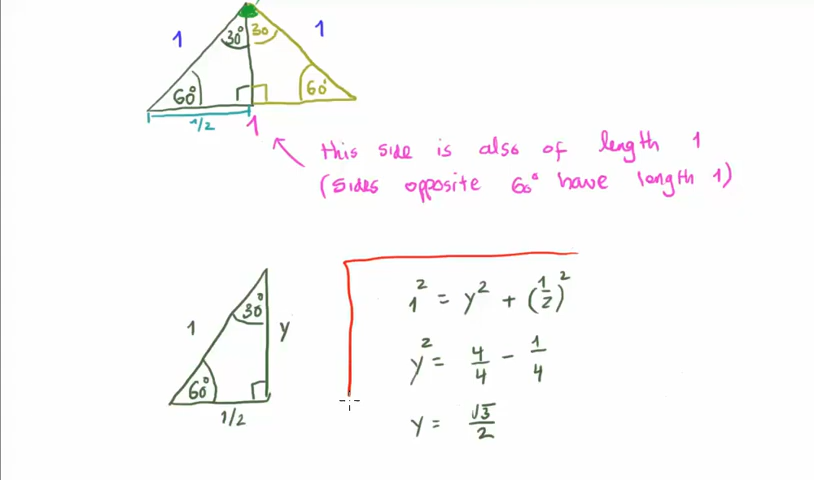 1 1
30° 30
60° 60°
1/2 1
this side is also of length 1
(sides opposite 60° have length 1)
30°
1 y
60°
1/2
1² = y² + (1/2)²
y² = 4/4 - 1/4
y = √3/2